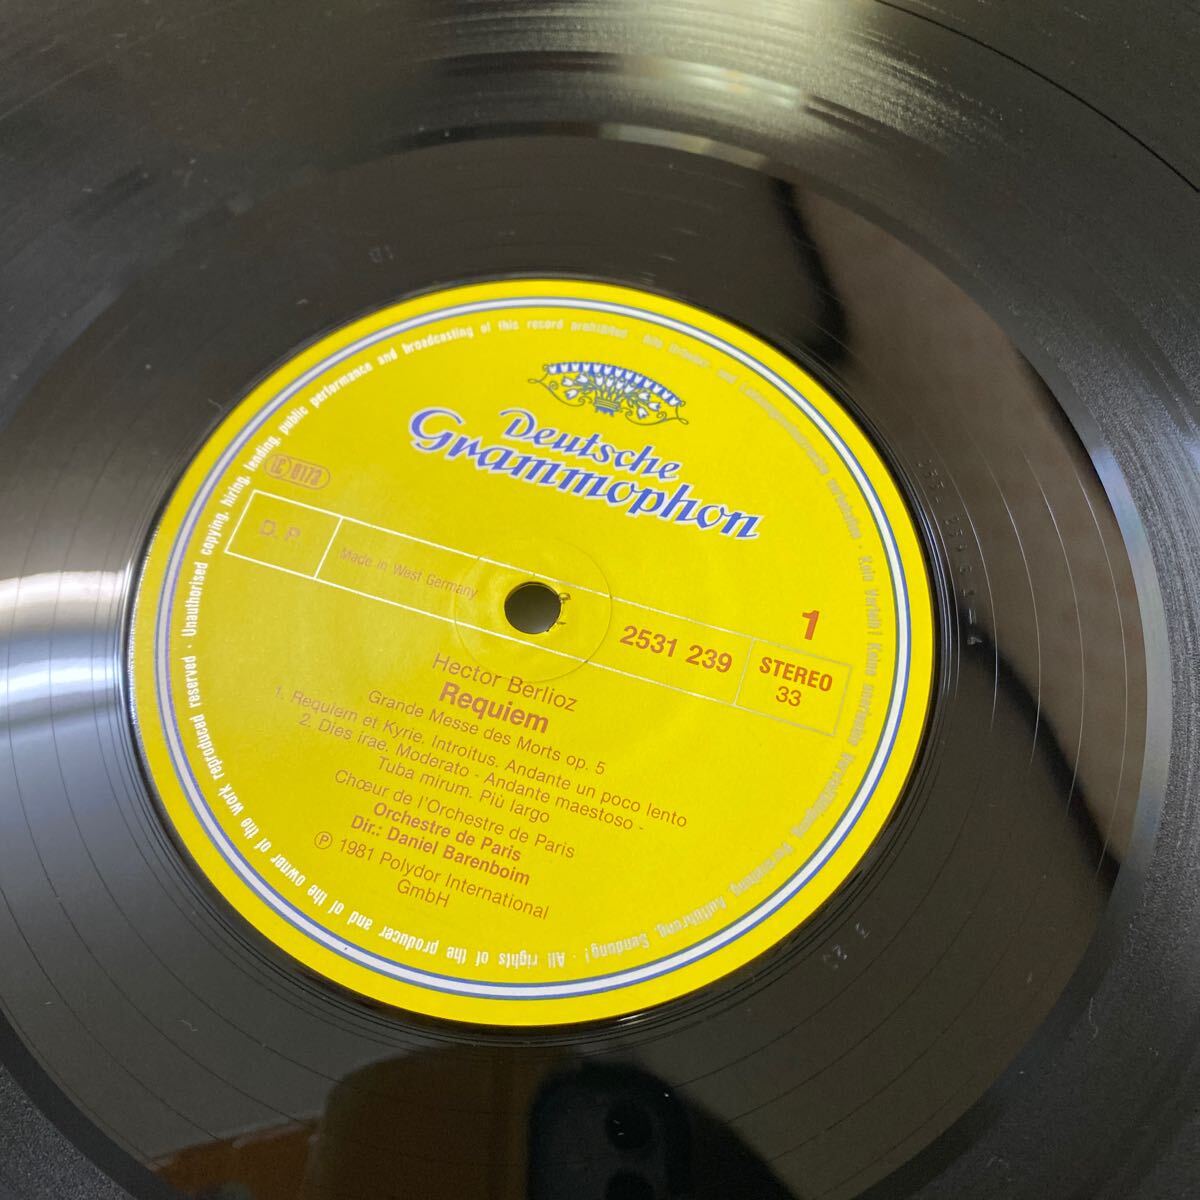 Deutsche
Grammophon
LC 0173
D. P
Made in West Germany
2531 239
1
STEREO
33
Hector Berlioz
Requiem
Grande Messe des Morts op. 5
1. Requiem et Kyrie. Introitus. Andante un poco lento
2. Dies irae. Moderato - Andante maestoso -
Tuba mirum. Più largo
Chœur de l'Orchestre de Paris
Orchestre de Paris
Dir.: Daniel Barenboim
℗ 1981 Polydor International
GmbH
All rights of the producer and of the owner of the work reproduced reserved · Unauthorised copying, hiring, lending, public performance and broadcasting of this record prohibited ·
Aufführung, Sendung! ·